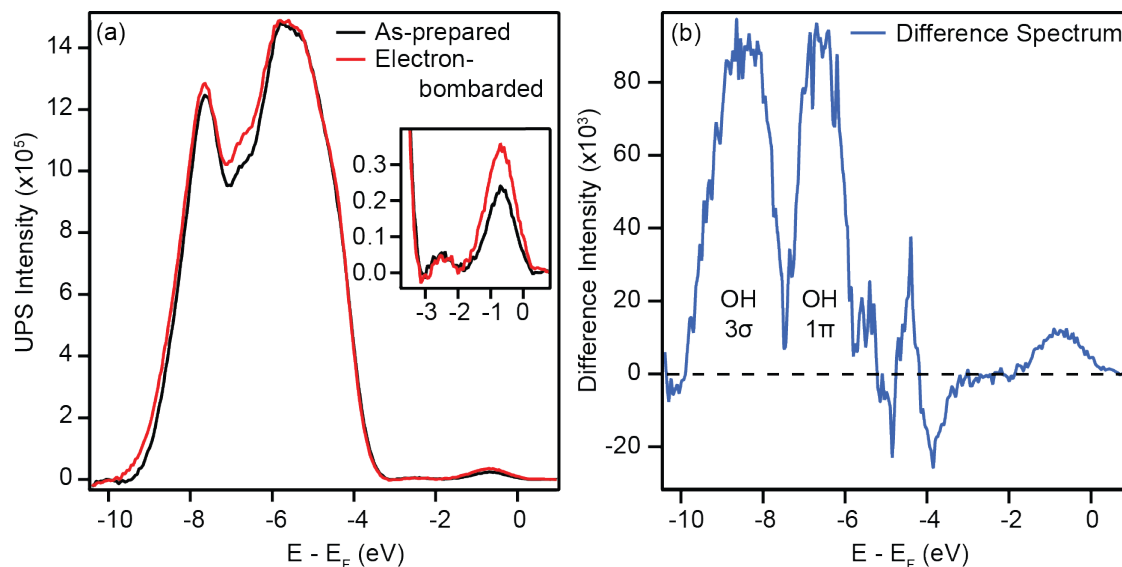 (a)
As-prepared
Electron-
bombarded
UPS Intensity (x10⁵)
14
12
10
8
6
4
2
0
0.3
0.2
0.1
0.0
-3 -2 -1 0
-10 -8 -6 -4 -2 0
E - E_F (eV)
(b)
Difference Spectrum
Difference Intensity (x10³)
80
60
40
20
0
-20
OH
3σ
OH
1π
-10 -8 -6 -4 -2 0
E - E_F (eV)